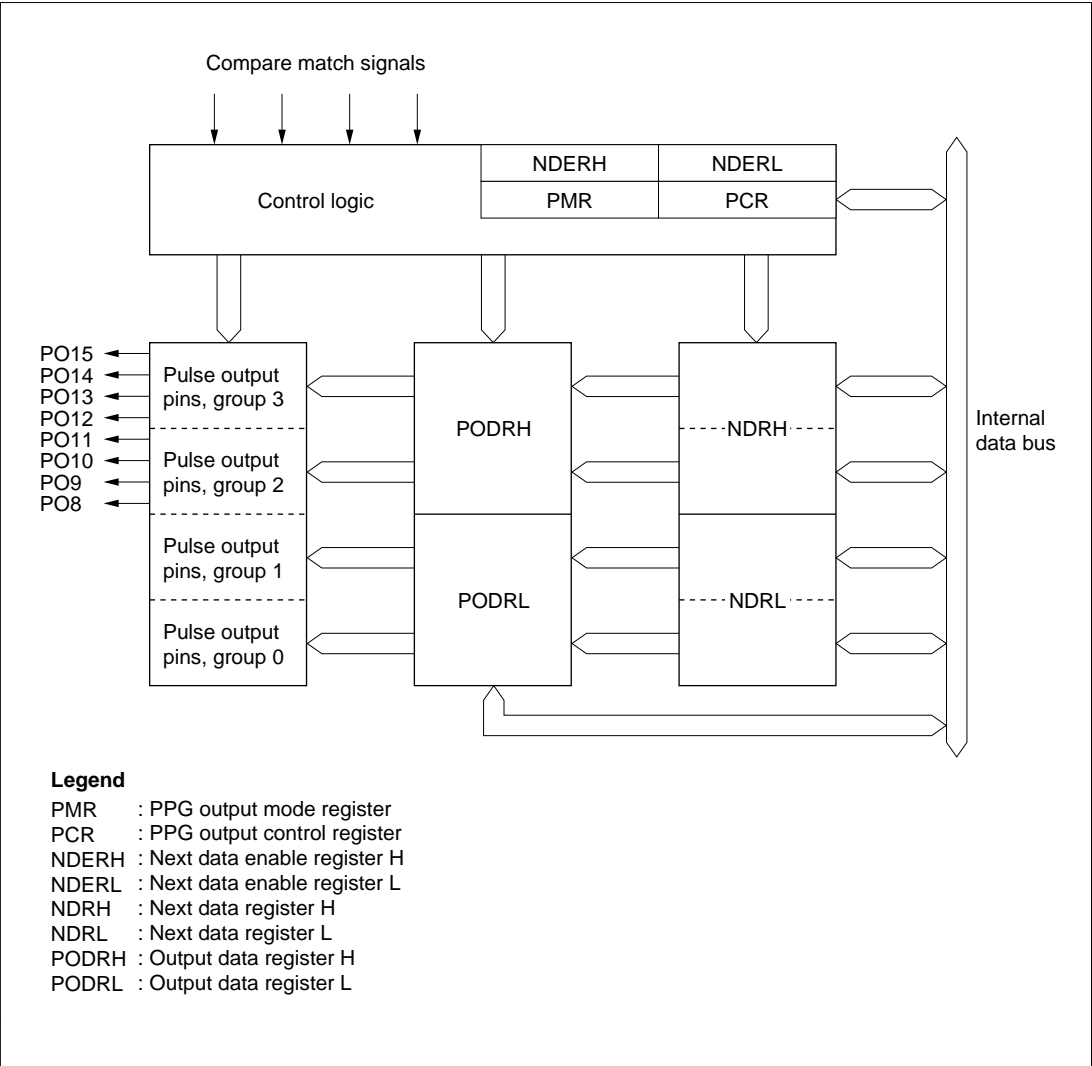 Compare match signals
NDERH NDERL
Control logic PMR PCR
PO15
PO14
PO13
PO12
PO11
PO10
PO9
PO8
Pulse output
pins, group 3
Pulse output
pins, group 2
Pulse output
pins, group 1
Pulse output
pins, group 0
PODRH
PODRL
NDRH
NDRL
Internal
data bus
Legend
PMR : PPG output mode register
PCR : PPG output control register
NDERH : Next data enable register H
NDERL : Next data enable register L
NDRH : Next data register H
NDRL : Next data register L
PODRH : Output data register H
PODRL : Output data register L